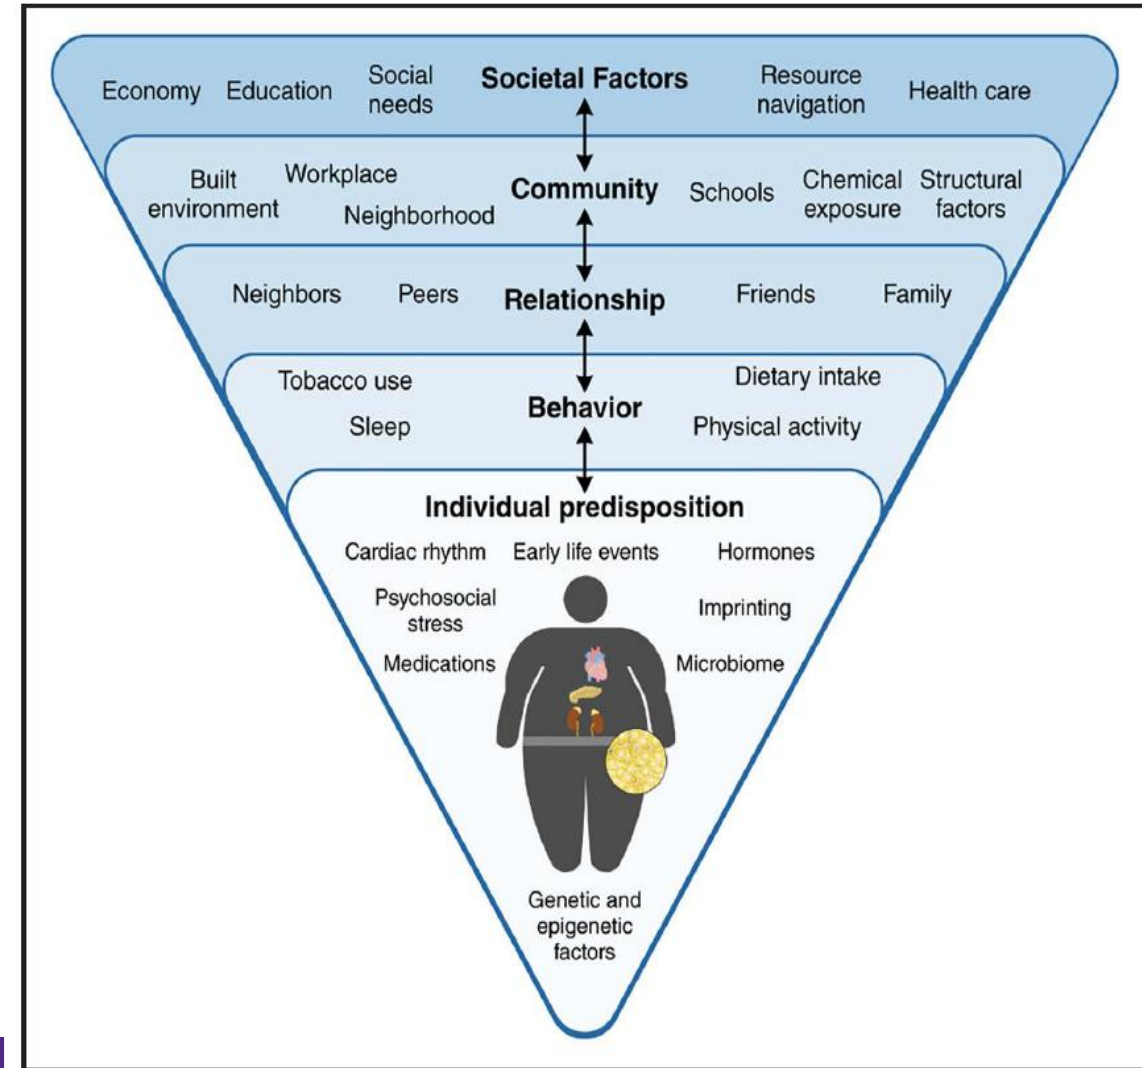 Economy Education Social needs Societal Factors Resource navigation Health care
Built environment Workplace Neighborhood Community Schools Chemical exposure Structural factors
Neighbors Peers Relationship Friends Family
Tobacco use Dietary intake
Behavior
Sleep Physical activity
Individual predisposition
Cardiac rhythm Early life events Hormones
Psychosocial stress Imprinting
Medications Microbiome
Genetic and
epigenetic
factors